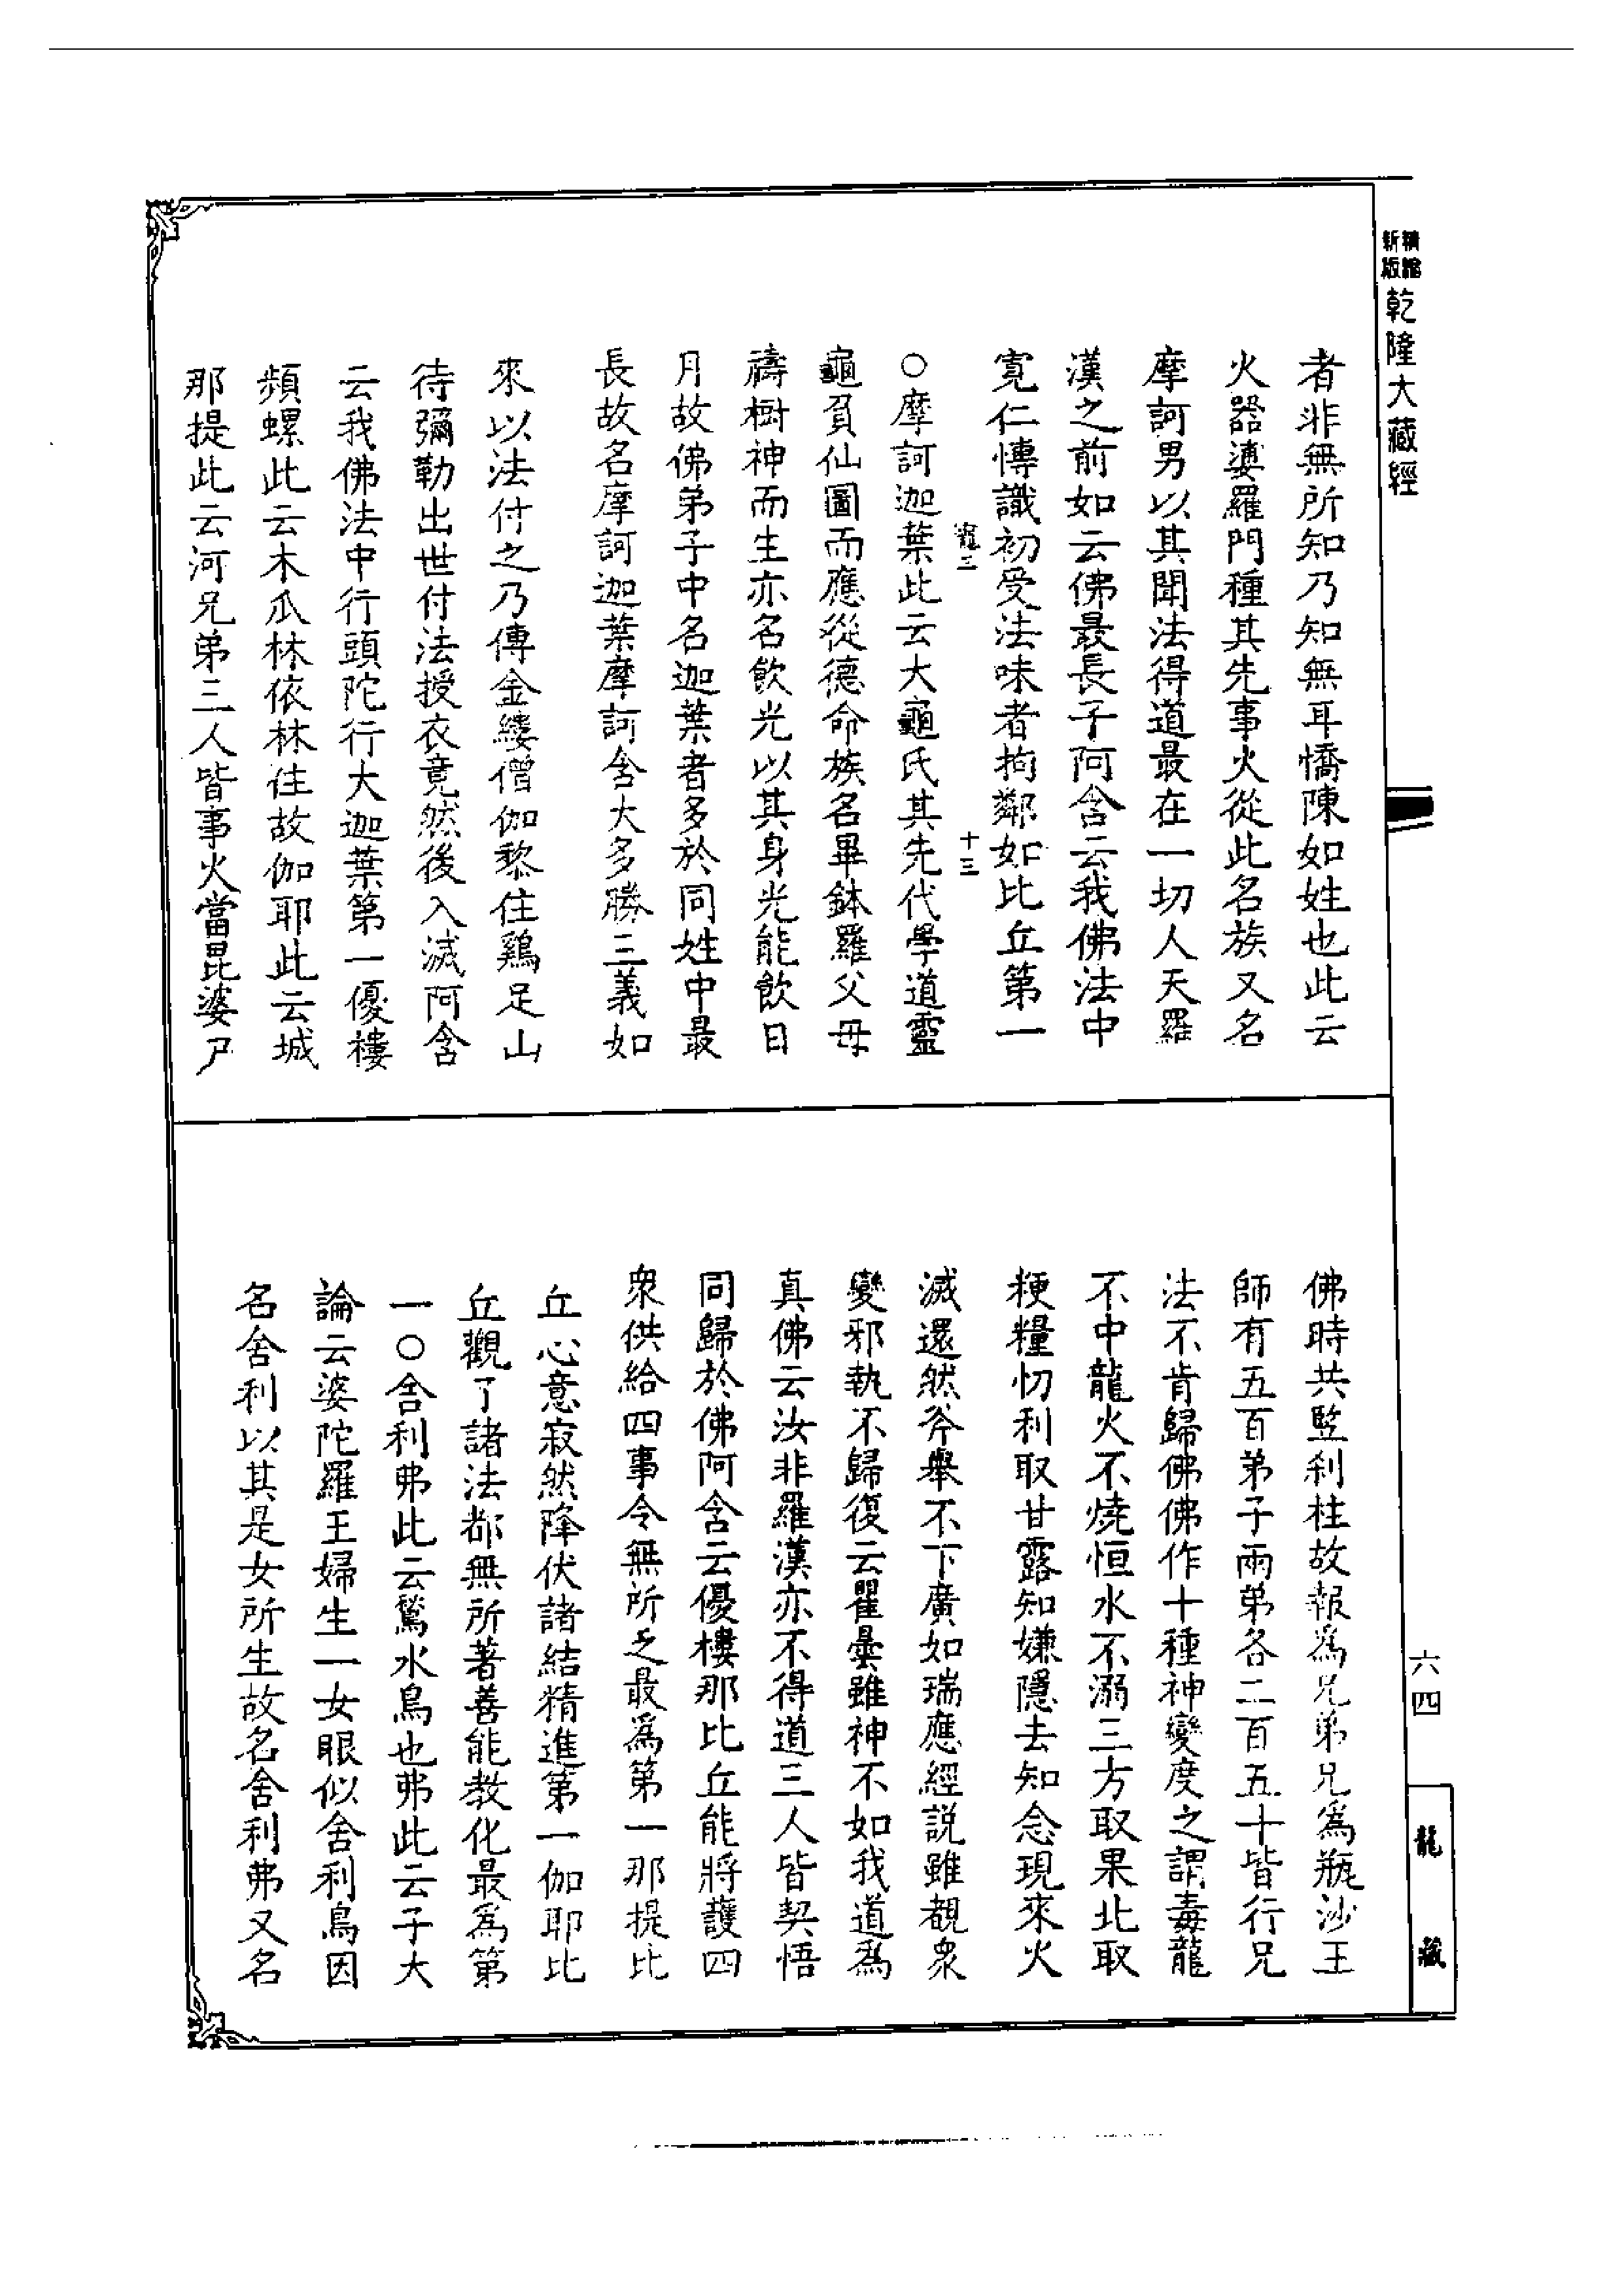 新版精縮
乾隆大藏經
者非無所知乃知無耳憍陳如姓也此云
火器婆羅門種其先事火從此名族又名
摩訶男以其聞法得道最在一切人天羅
漢之前如云佛最長子阿含云我佛法中
寬仁慱識初受法味者拘鄰如比丘第一
十三
○摩訶迦葉此云大龜氏其先代學道靈
龜負仙圖而應從德命族名畢鉢羅父母
禱樹神而生亦名飲光以其身光能飲日
月故佛弟子中名迦葉者多於同姓中最
長故名摩訶迦葉摩訶含大多勝三義如
來以法付之乃傳金縷僧伽黎住鷄足山
待彌勒出世付法授衣竟然後入滅阿含
云我佛法中行頭陀行大迦葉第一優樓
頻螺此云木瓜林依林住故伽耶此云城
那提此云河兄弟三人皆事火當毘婆尸
佛時共竪刹柱故報為兄弟兄為瓶沙王
師有五百弟子兩弟各二百五十皆行兄
法不肯歸佛佛作十種神變度之謂毒龍
不中龍火不燒恒水不溺三方取果北取
粳糧忉利取甘露知嫌隱去知念現來火
滅還然斧舉不下廣如瑞應經説雖覩衆
變邪執不歸復云瞿曇雖神不如我道為
真佛云汝非羅漢亦不得道三人皆契悟
同歸於佛阿含云優樓那比丘能將護四
衆供給四事令無所乏最為第一那提比
丘心意寂然降伏諸結精進第一伽耶比
丘觀了諸法都無所著善能教化最為第
一○舍利弗此云鶖水鳥也弗此云子大
論云婆陀羅王婦生一女眼似舍利鳥因
名舍利以其是女所生故名舍利弗又名
六四
龍藏